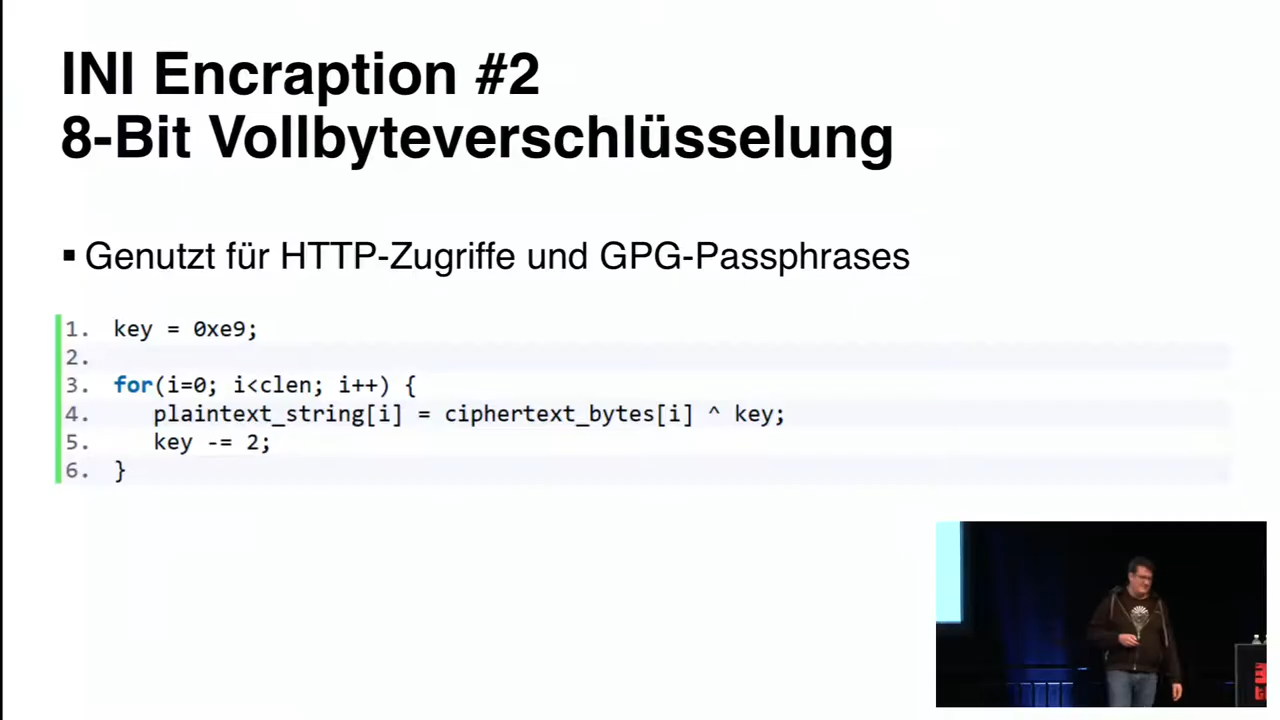 INI Encraption #2
8-Bit Vollbyteverschlüsselung
▪ Genutzt für HTTP-Zugriffe und GPG-Passphrases
1. key = 0xe9;
2.
3. for(i=0; i<clen; i++) {
4. plaintext_string[i] = ciphertext_bytes[i] ^ key;
5. key -= 2;
6. }